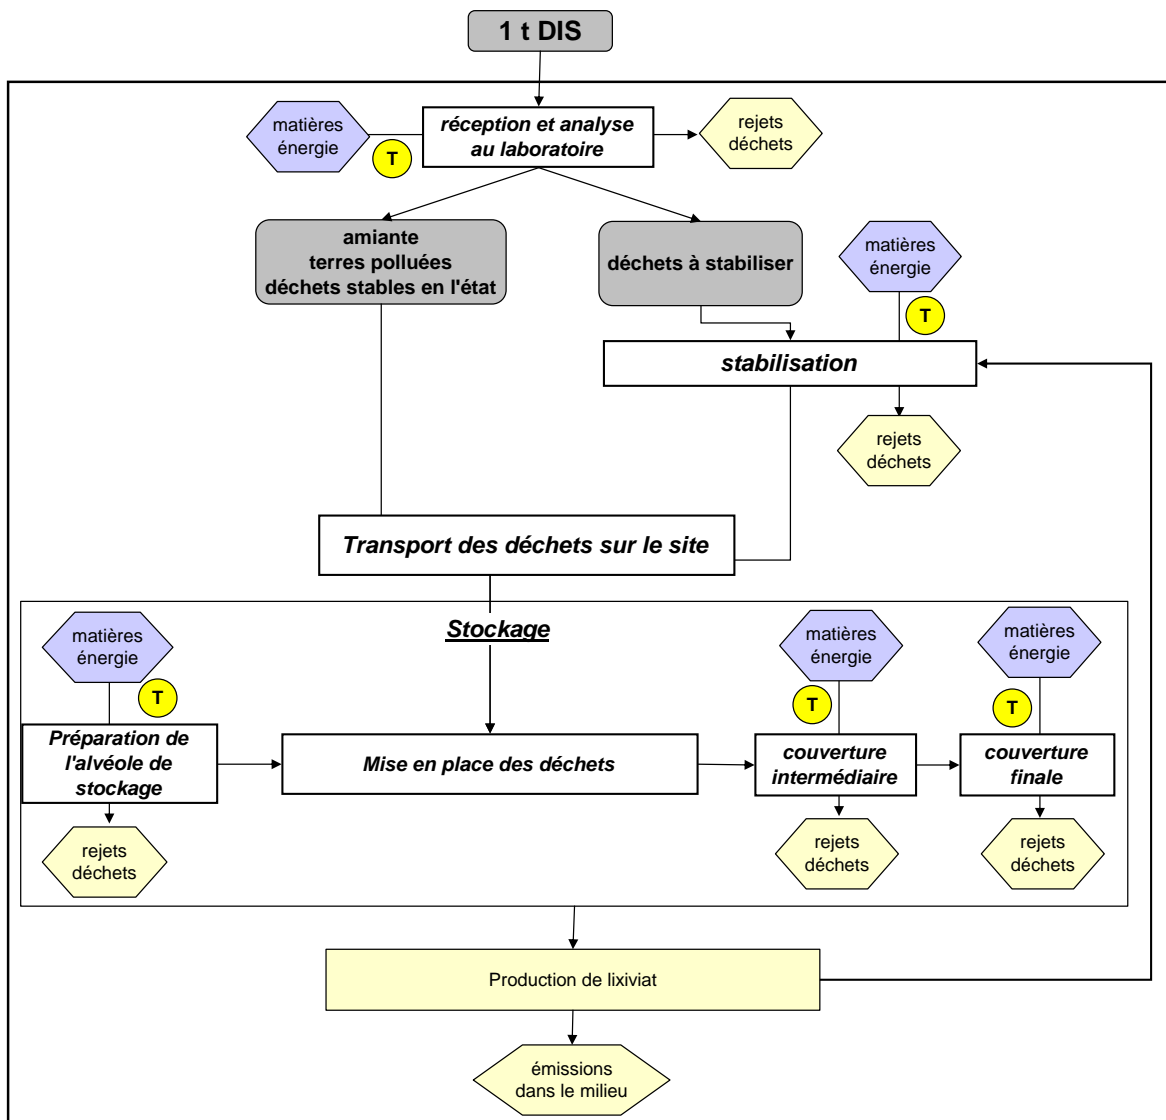 1 t DIS
matières
énergie
T
réception et analyse
au laboratoire
rejets
déchets
amiante
terres polluées
déchets stables en l'état
déchets à stabiliser
matières
énergie
T
stabilisation
rejets
déchets
Transport des déchets sur le site
Stockage
matières
énergie
T
matières
énergie
T
matières
énergie
T
Préparation de
l'alvéole de
stockage
Mise en place des déchets
couverture
intermédiaire
couverture
finale
rejets
déchets
rejets
déchets
rejets
déchets
Production de lixiviat
émissions
dans le milieu